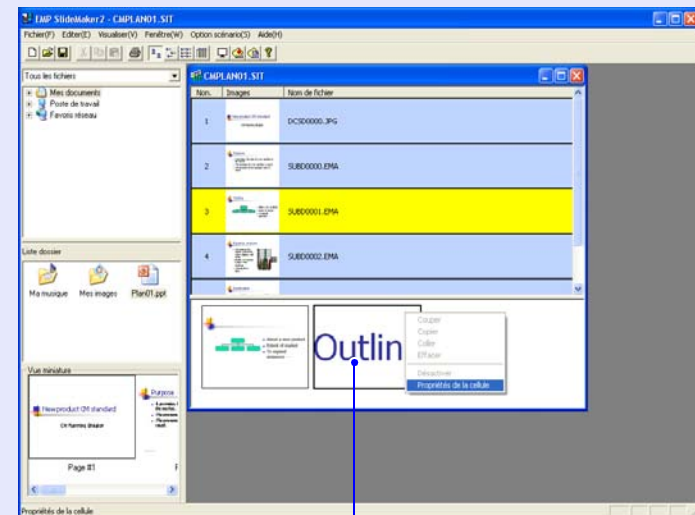 EMP SlideMaker2 - CMPLAN01.SIT
Fichier(F) Editer(E) Visualiser(V) Fenêtre(W) Option scénario(S) Aide(H)
Tous les fichiers
Mes documents
Poste de travail
Favoris réseau
Liste dossier
Ma musique Mes images Plan01.ppt
Vue miniature
New product CM standard
Purpose
Page #1
CMPLAN01.SIT
Non. Images Nom de fichier
1 DCSD0000.JPG
2 SUBD0000.EMA
3 SUBD0001.EMA
4 SUBD0002.EMA
Outlin
Couper
Copier
Coller
Effacer
Désactiver
Propriétés de la cellule
Propriétés de la cellule